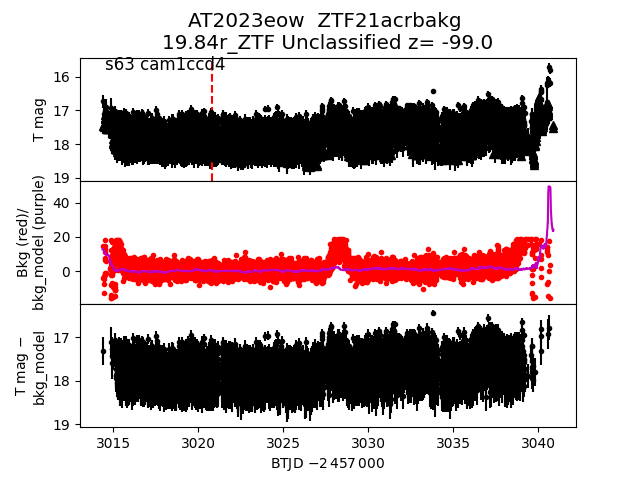 AT2023eow  ZTF21acrbakg
19.84r_ZTF Unclassified z= -99.0
s63 cam1ccd4
T mag
16
17
18
19
Bkg (red)/
bkg_model (purple)
40
20
0
T mag −
bkg_model
17
18
19
3015 3020 3025 3030 3035 3040
BTJD −2 457 000